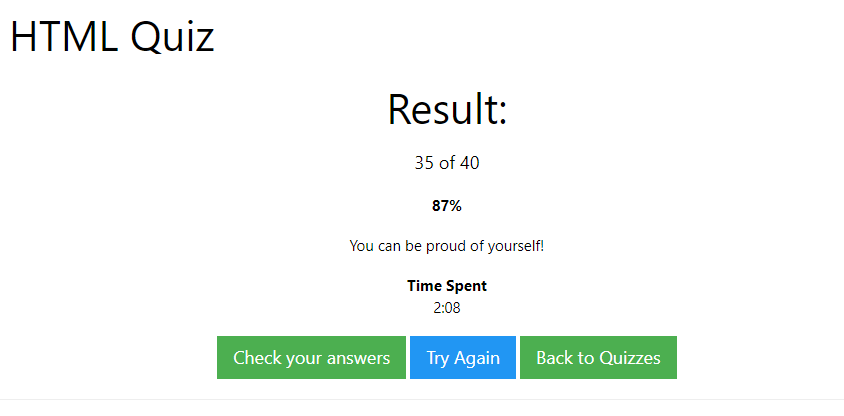 HTML Quiz
Result:
35 of 40
87%
You can be proud of yourself!
Time Spent
2:08
Check your answers Try Again Back to Quizzes